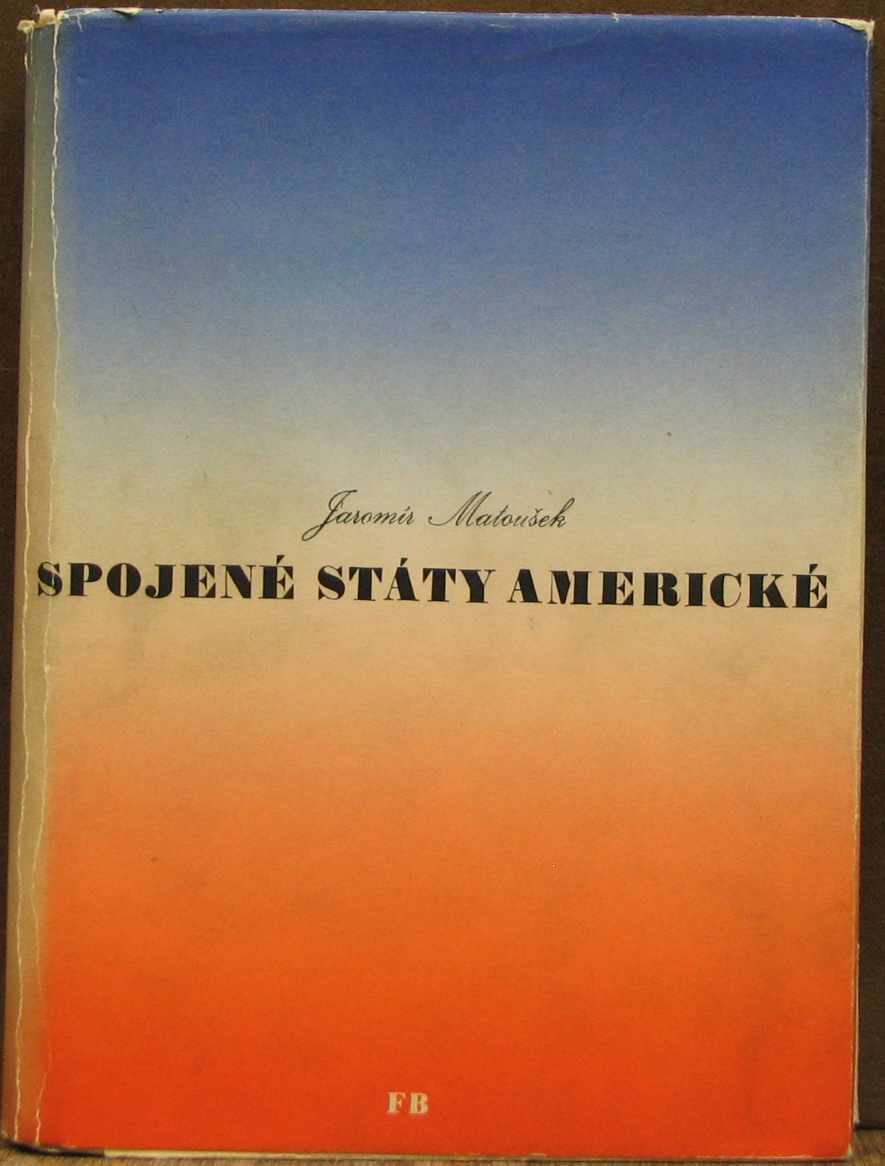 Jaromír Matoušek
SPOJENÉ STÁTY AMERICKÉ
FB